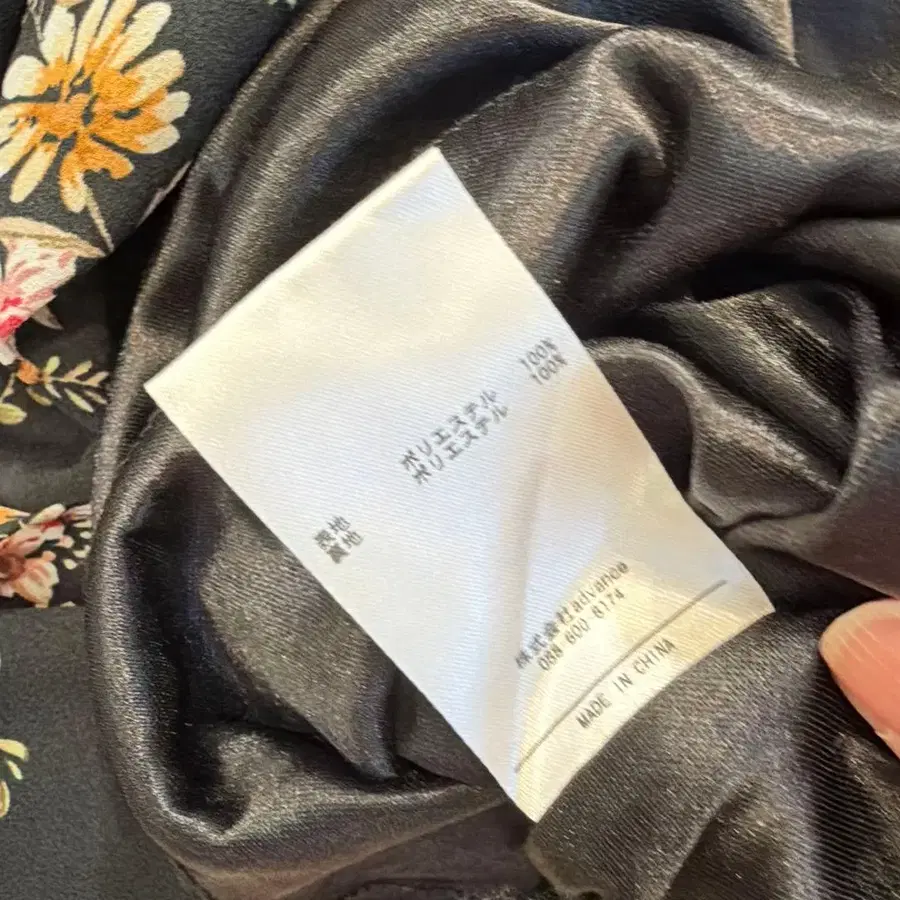 表地 ポリエステル 100%
裏地 ポリエステル 100%
株式会社advance
088-600-8174
MADE IN CHINA